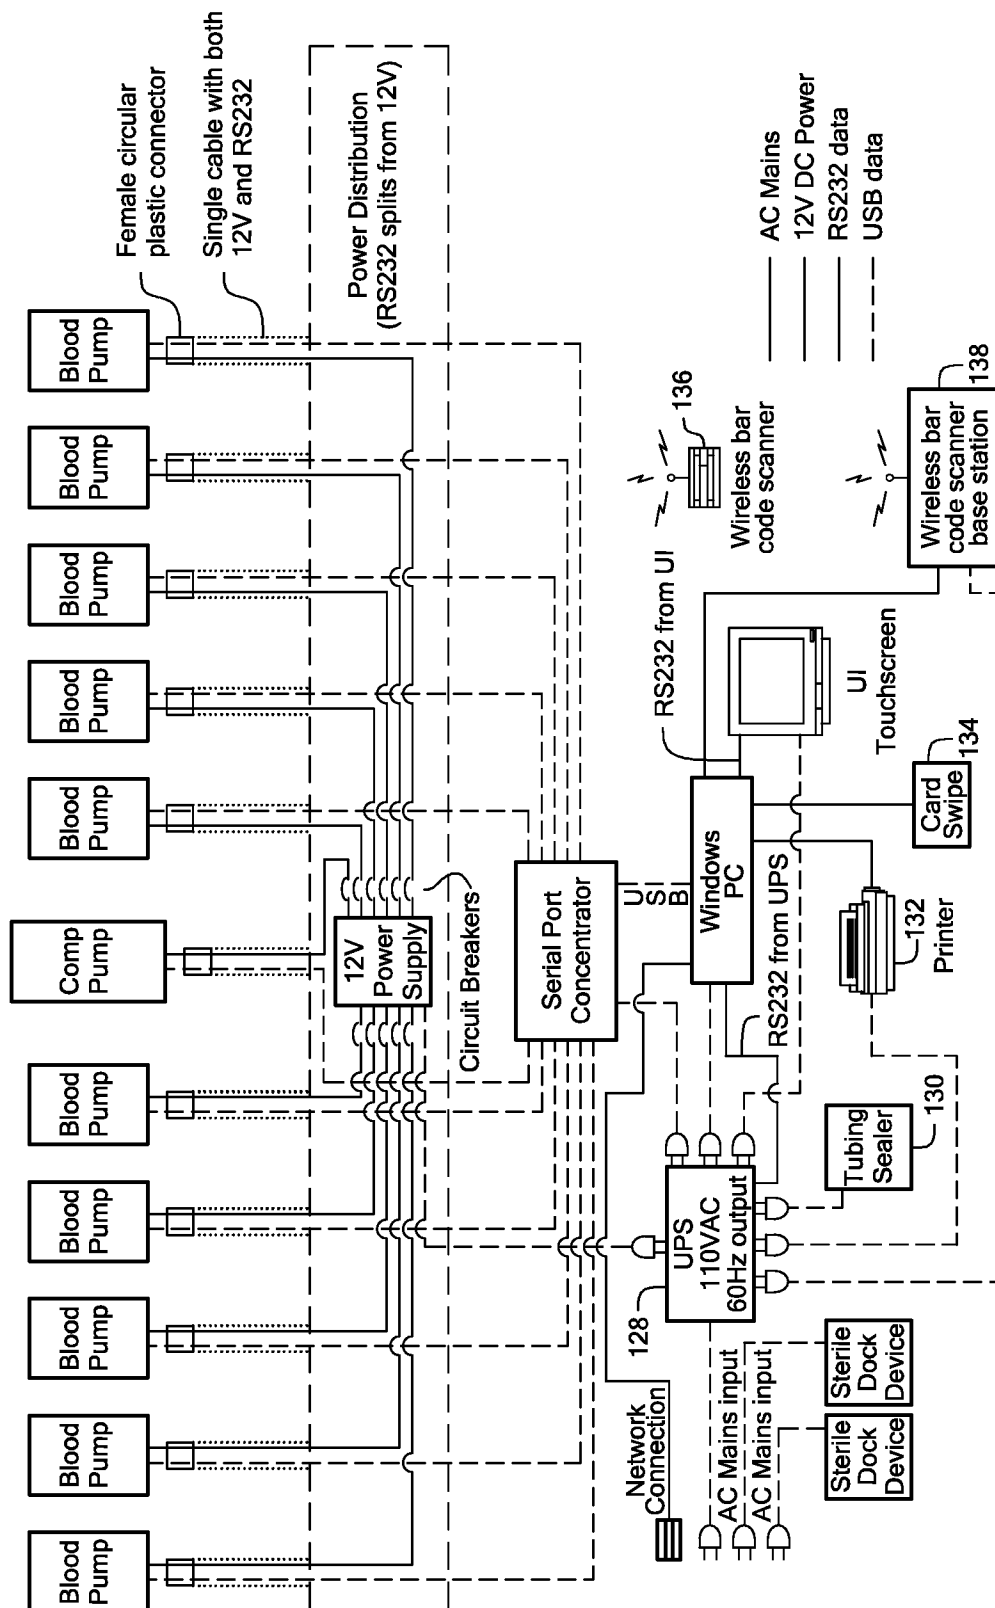 Female circular
plastic connector
Single cable with both
12V and RS232
Power Distribution
(RS232 splits from 12V)
Blood
Pump
Blood
Pump
Blood
Pump
Blood
Pump
Blood
Pump
Comp
Pump
Blood
Pump
Blood
Pump
Blood
Pump
Blood
Pump
Blood
Pump
12V
Power
Supply
Circuit Breakers
Serial Port
Concentrator
U
S
B
Windows
PC
RS232 from UI
RS232 from UPS
UI
Touchscreen
136
Wireless bar
code scanner
AC Mains
12V DC Power
RS232 data
USB data
138
Wireless bar
code scanner
base station
134
Card
Swipe
132
Printer
130
Tubing
Sealer
UPS
110VAC
60Hz output
128
Network
Connection
AC Mains input
AC Mains input
Sterile
Dock
Device
Sterile
Dock
Device